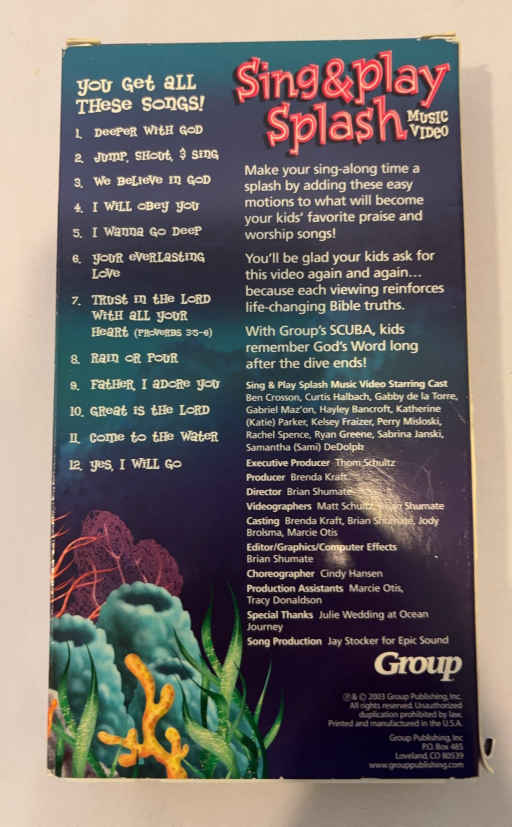 you Get aLL
THese SonGS!
1. DeePeR WitH GoD
2. Jump, SHout, & SinG
3. We BeLieve in GoD
4. I WiLL oBey you
5. I Wanna Go DeeP
6. youR eveRLastinG
Love
7. TRUSt in tHe LoRD
WitH aLL youR
HeaRt (PRoveRBS 3:5-6)
8. Rain oR PouR
9. FatHeR, I aDoRe you
10. GReat iS tHe LoRD
11. Come to tHe WateR
12. yeS, I WiLL Go
Sing&play
Splash MUSIC
VIDEO
Make your sing-along time a
splash by adding these easy
motions to what will become
your kids' favorite praise and
worship songs!
You'll be glad your kids ask for
this video again and again...
because each viewing reinforces
life-changing Bible truths.
With Group's SCUBA, kids
remember God's Word long
after the dive ends!
Sing & Play Splash Music Video Starring Cast
Ben Crosson, Curtis Halbach, Gabby de la Torre,
Gabriel Maz'on, Hayley Bancroft, Katherine
(Katie) Parker, Kelsey Fraizer, Perry Misloski,
Rachel Spence, Ryan Greene, Sabrina Janski,
Samantha (Sami) DeDolph
Executive Producer Thom Schultz
Producer Brenda Kraft
Director Brian Shumate
Videographers Matt Schultz, Brian Shumate
Casting Brenda Kraft, Brian Shumate, Jody
Brolsma, Marcie Otis
Editor/Graphics/Computer Effects
Brian Shumate
Choreographer Cindy Hansen
Production Assistants Marcie Otis,
Tracy Donaldson
Special Thanks Julie Wedding at Ocean
Journey
Song Production Jay Stocker for Epic Sound
Group
℗ & © 2003 Group Publishing, Inc.
All rights reserved. Unauthorized
duplication prohibited by law.
Printed and manufactured in the U.S.A.
Group Publishing, Inc
P.O. Box 485
Loveland, CO 80539
www.grouppublishing.com